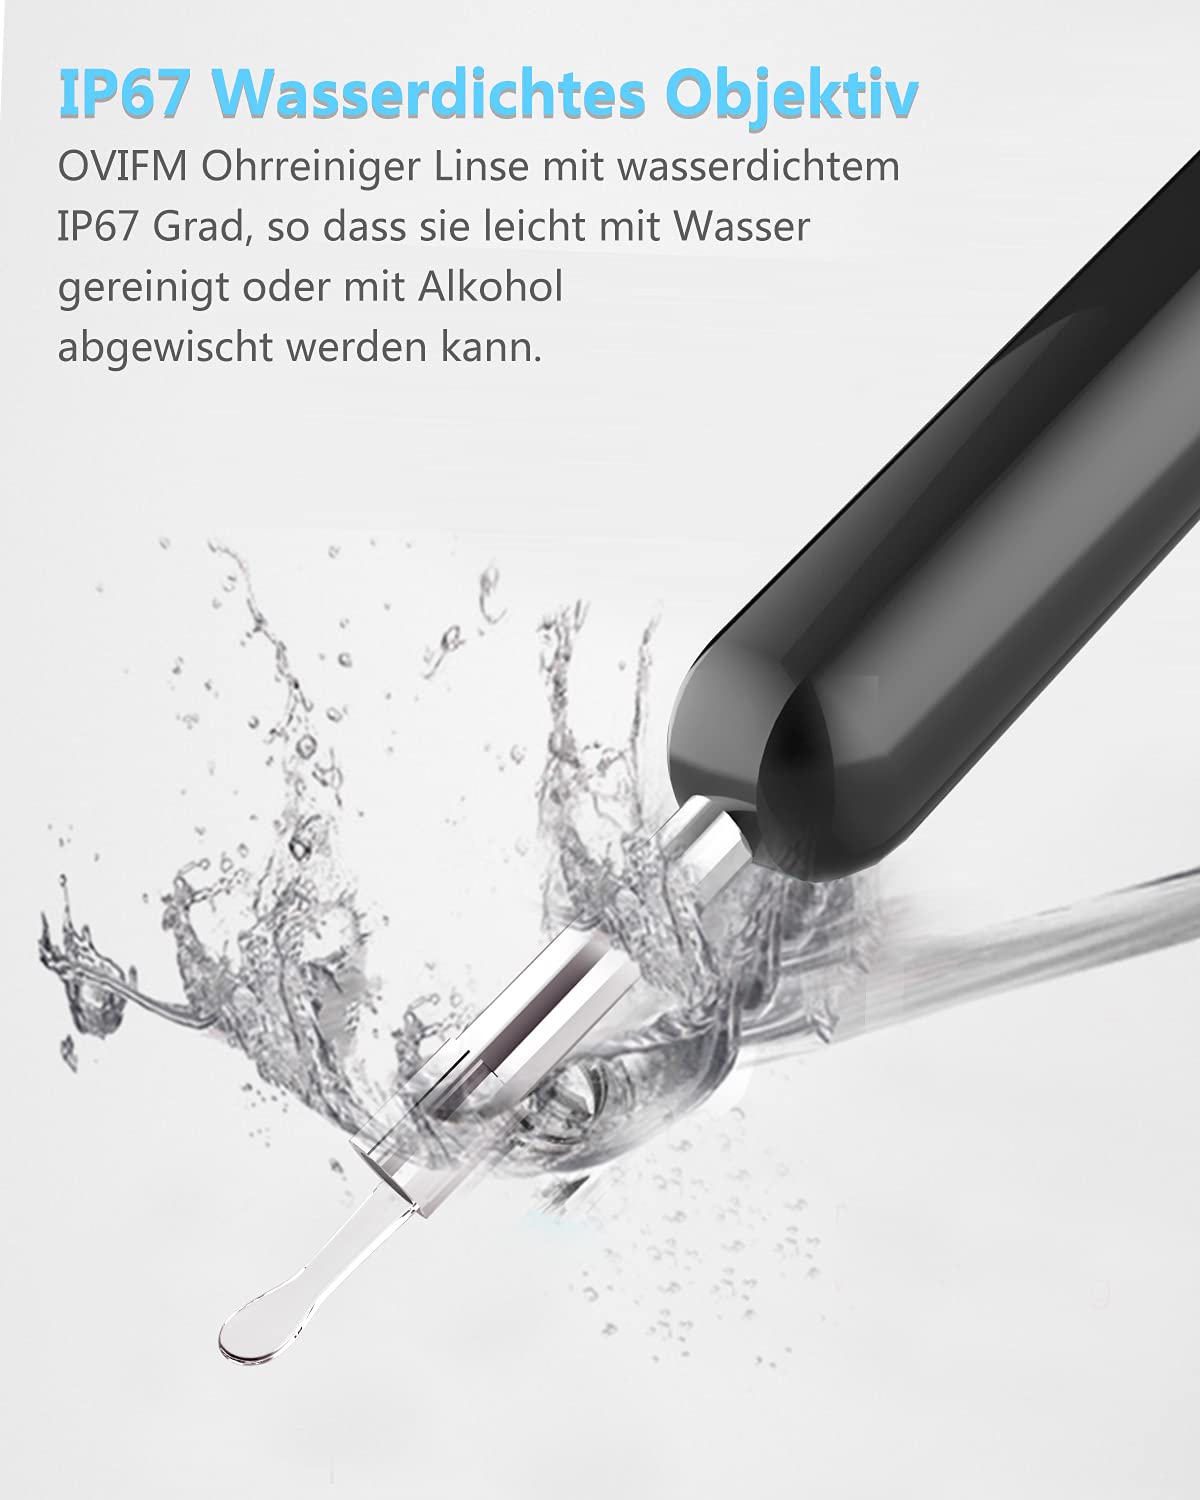 IP67 Wasserdichtes Objektiv
OVIFM Ohrreiniger Linse mit wasserdichtem
IP67 Grad, so dass sie leicht mit Wasser
gereinigt oder mit Alkohol
abgewischt werden kann.